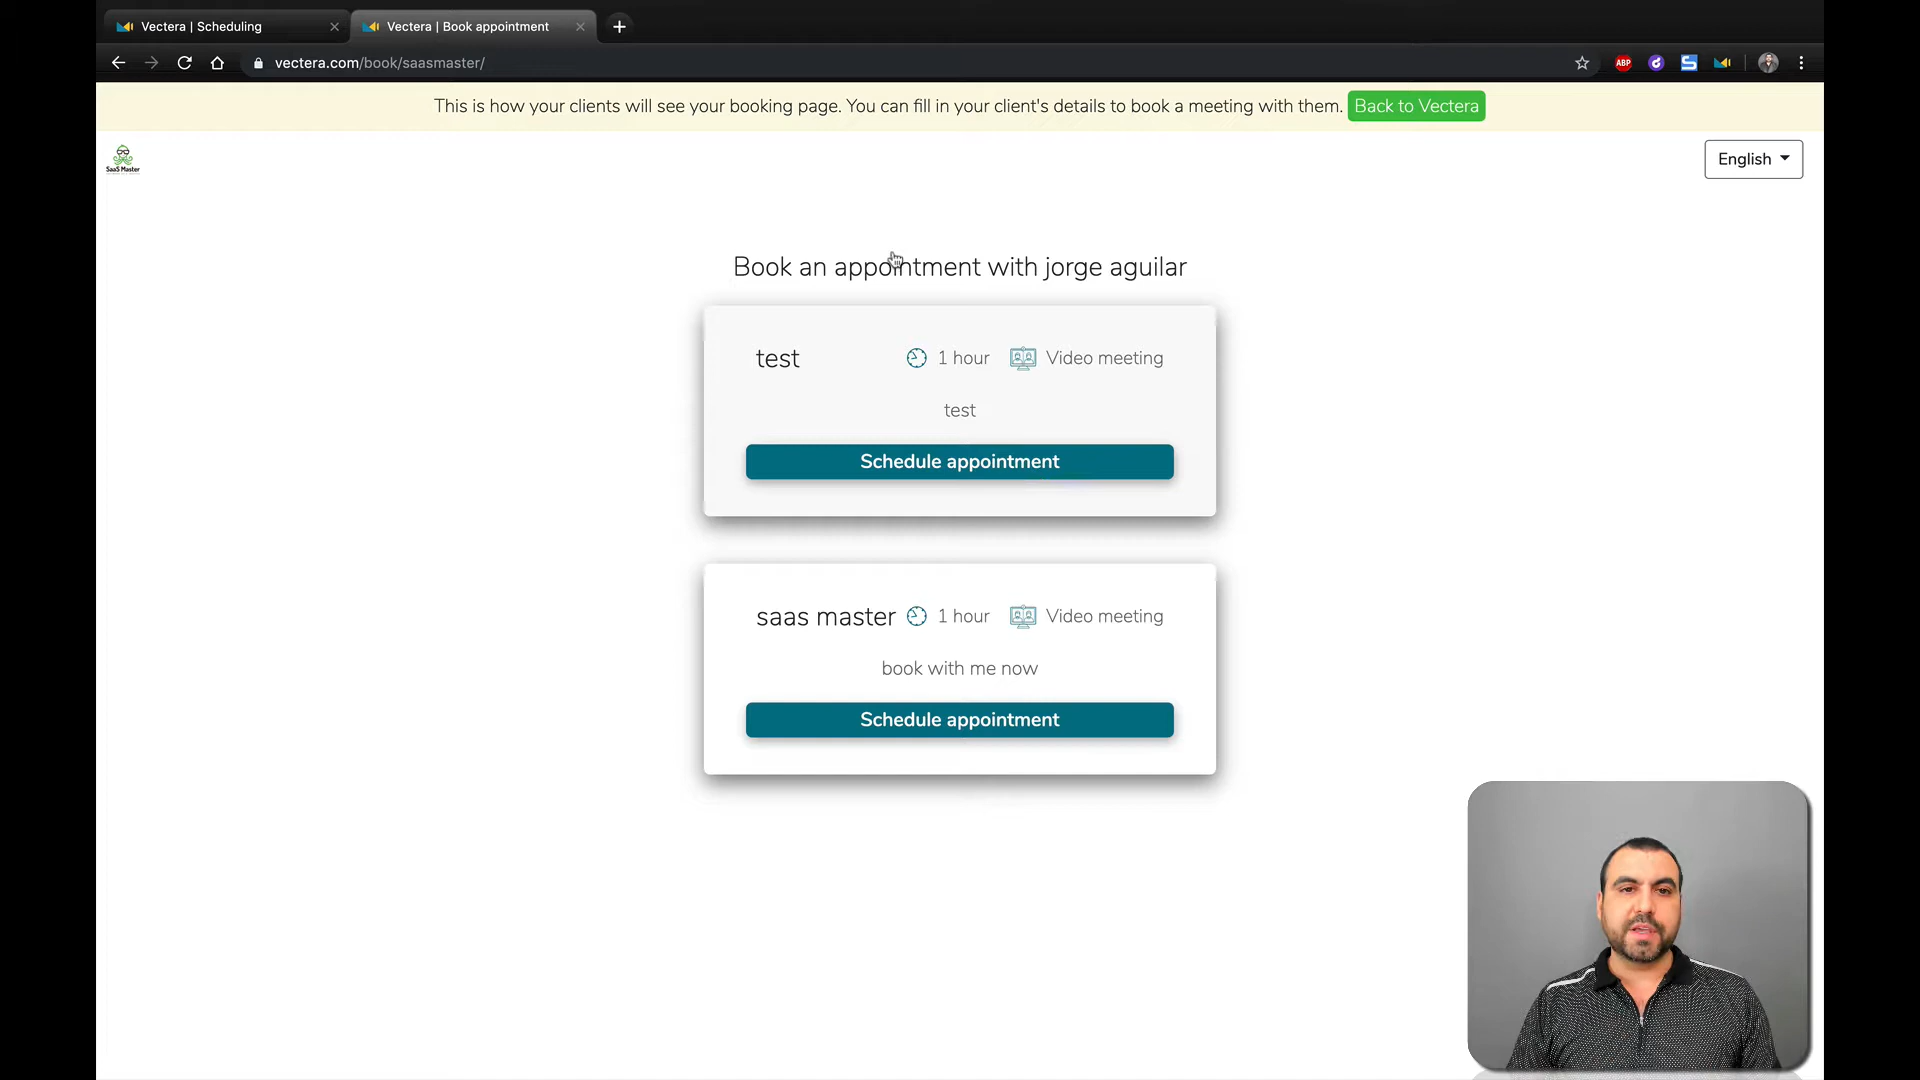 Vectera | Scheduling
Vectera | Book appointment
vectera.com/book/saasmaster/
ABP
This is how your clients will see your booking page. You can fill in your client's details to book a meeting with them. Back to Vectera
SaaS Master
English
Book an appointment with jorge aguilar
test 1 hour Video meeting
test
Schedule appointment
saas master 1 hour Video meeting
book with me now
Schedule appointment